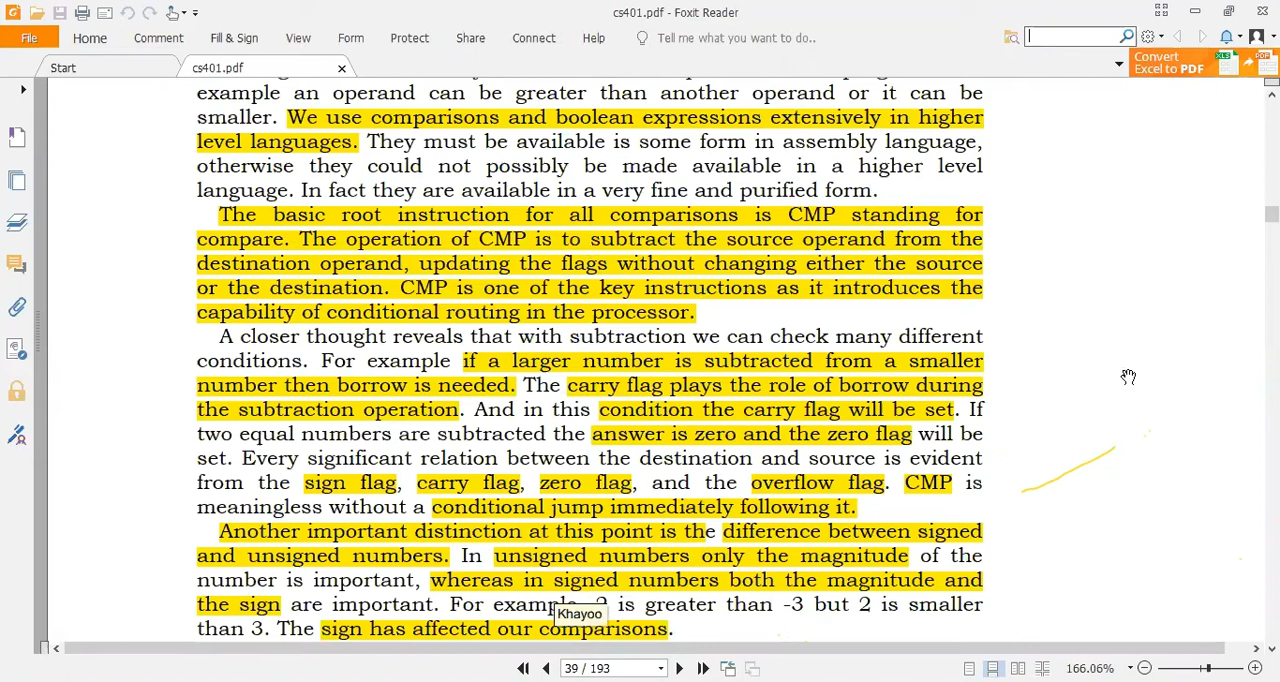 cs401.pdf - Foxit Reader
File Home Comment Fill & Sign View Form Protect Share Connect Help Tell me what you want to do..
Start cs401.pdf
Convert
Excel to PDF
example an operand can be greater than another operand or it can be
smaller. We use comparisons and boolean expressions extensively in higher
level languages. They must be available is some form in assembly language,
otherwise they could not possibly be made available in a higher level
language. In fact they are available in a very fine and purified form.
The basic root instruction for all comparisons is CMP standing for
compare. The operation of CMP is to subtract the source operand from the
destination operand, updating the flags without changing either the source
or the destination. CMP is one of the key instructions as it introduces the
capability of conditional routing in the processor.
A closer thought reveals that with subtraction we can check many different
conditions. For example if a larger number is subtracted from a smaller
number then borrow is needed. The carry flag plays the role of borrow during
the subtraction operation. And in this condition the carry flag will be set. If
two equal numbers are subtracted the answer is zero and the zero flag will be
set. Every significant relation between the destination and source is evident
from the sign flag, carry flag, zero flag, and the overflow flag. CMP is
meaningless without a conditional jump immediately following it.
Another important distinction at this point is the difference between signed
and unsigned numbers. In unsigned numbers only the magnitude of the
number is important, whereas in signed numbers both the magnitude and
the sign are important. For example -2 is greater than -3 but 2 is smaller
than 3. The sign has affected our comparisons.
Khayoo
39 / 193
166.06%